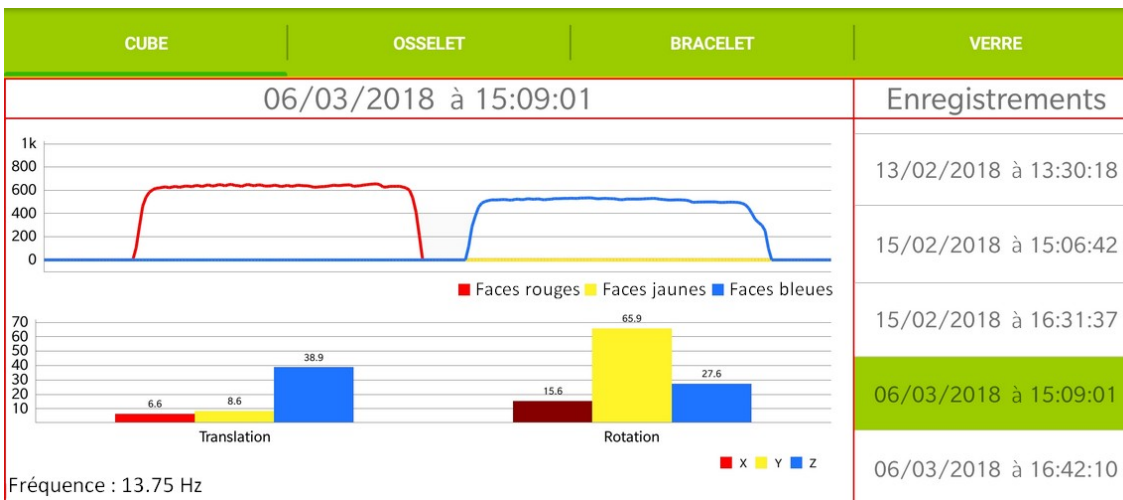 CUBE OSSELET BRACELET VERRE
06/03/2018 à 15:09:01
1k
800
600
400
200
0
Faces rouges Faces jaunes Faces bleues
70
60
50
40
30
20
10
6.6 8.6 38.9 15.6 65.9 27.6
Translation Rotation
X Y Z
Fréquence : 13.75 Hz
Enregistrements
13/02/2018 à 13:30:18
15/02/2018 à 15:06:42
15/02/2018 à 16:31:37
06/03/2018 à 15:09:01
06/03/2018 à 16:42:10